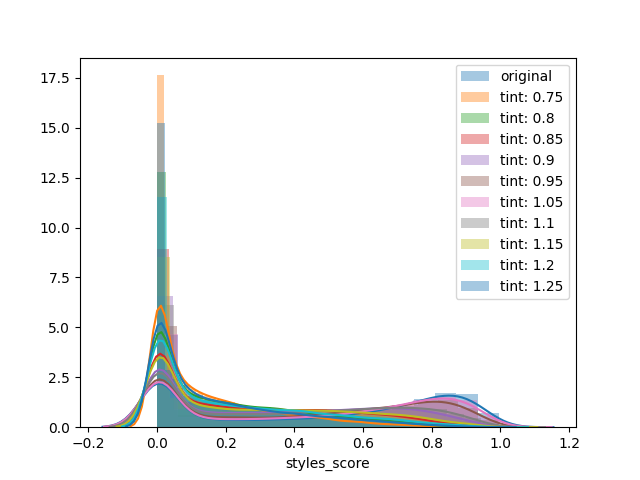 17.5
15.0
12.5
10.0
7.5
5.0
2.5
0.0
−0.2 0.0 0.2 0.4 0.6 0.8 1.0 1.2
styles_score
original
tint: 0.75
tint: 0.8
tint: 0.85
tint: 0.9
tint: 0.95
tint: 1.05
tint: 1.1
tint: 1.15
tint: 1.2
tint: 1.25